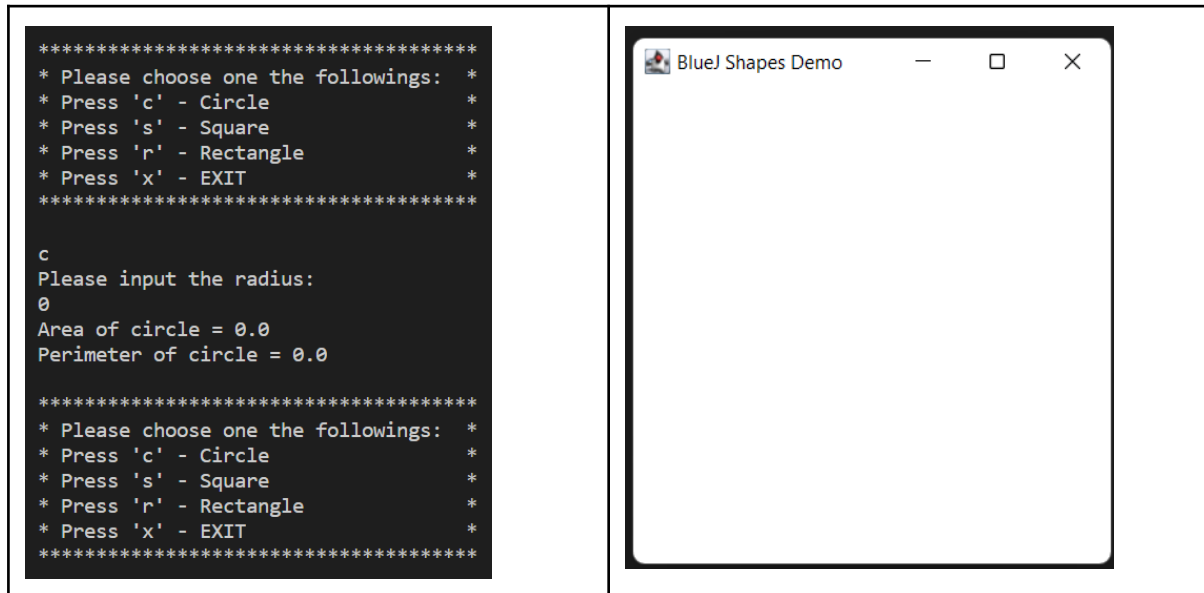 ***************************************
* Please choose one the followings:  *
* Press 'c' - Circle                 *
* Press 's' - Square                 *
* Press 'r' - Rectangle              *
* Press 'x' - EXIT                   *
***************************************
c
Please input the radius:
0
Area of circle = 0.0
Perimeter of circle = 0.0
***************************************
* Please choose one the followings:  *
* Press 'c' - Circle                 *
* Press 's' - Square                 *
* Press 'r' - Rectangle              *
* Press 'x' - EXIT                   *
***************************************
BlueJ Shapes Demo